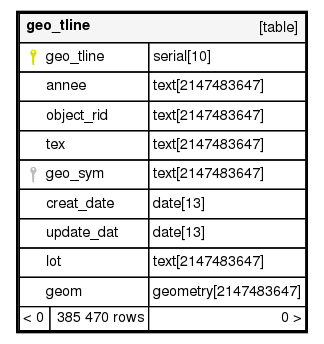 geo_tline [table]
geo_tline serial[10]
annee text[2147483647]
object_rid text[2147483647]
tex text[2147483647]
geo_sym text[2147483647]
creat_date date[13]
update_dat date[13]
lot text[2147483647]
geom geometry[2147483647]
< 0 385 470 rows 0 >